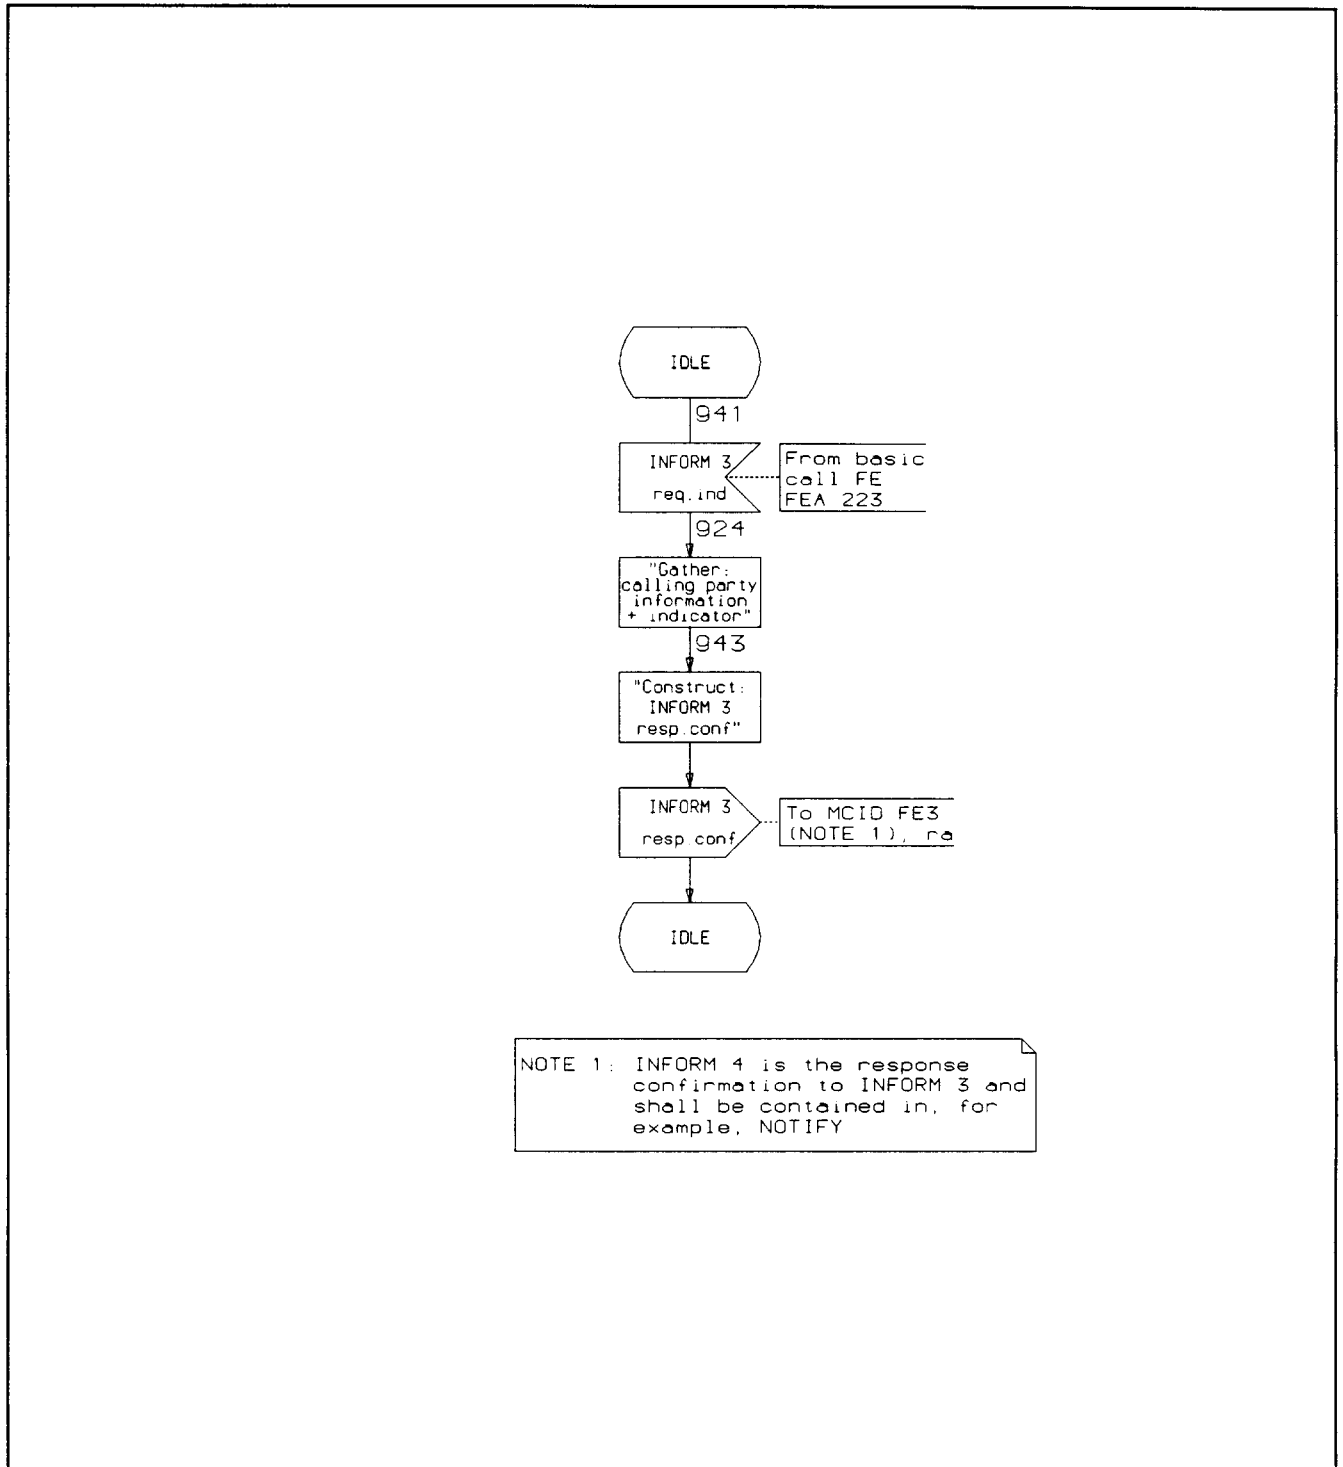 IDLE
941
INFORM 3
req.ind
From basic
call FE
FEA 223
924
"Gather:
calling party
information
+ indicator"
943
"Construct:
INFORM 3
resp.conf"
INFORM 3
resp.conf
To MCID FE3
(NOTE 1), ra
IDLE
NOTE 1: INFORM 4 is the response
confirmation to INFORM 3 and
shall be contained in, for
example, NOTIFY